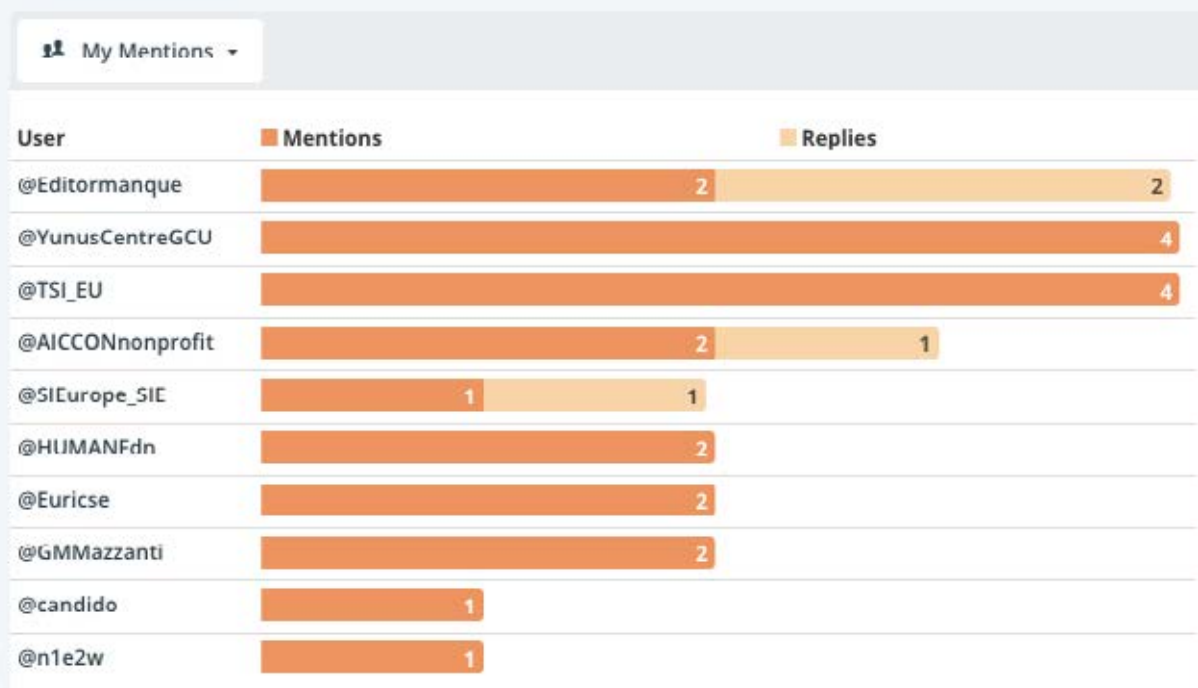 My Mentions
User Mentions Replies
@Editormanque 2 2
@YunusCentreGCU 4
@TSI_EU 4
@AICCONnonprofit 2 1
@SIEurope_SIE 1 1
@HUMANFdn 2
@Euricse 2
@GMMazzanti 2
@candido 1
@n1e2w 1